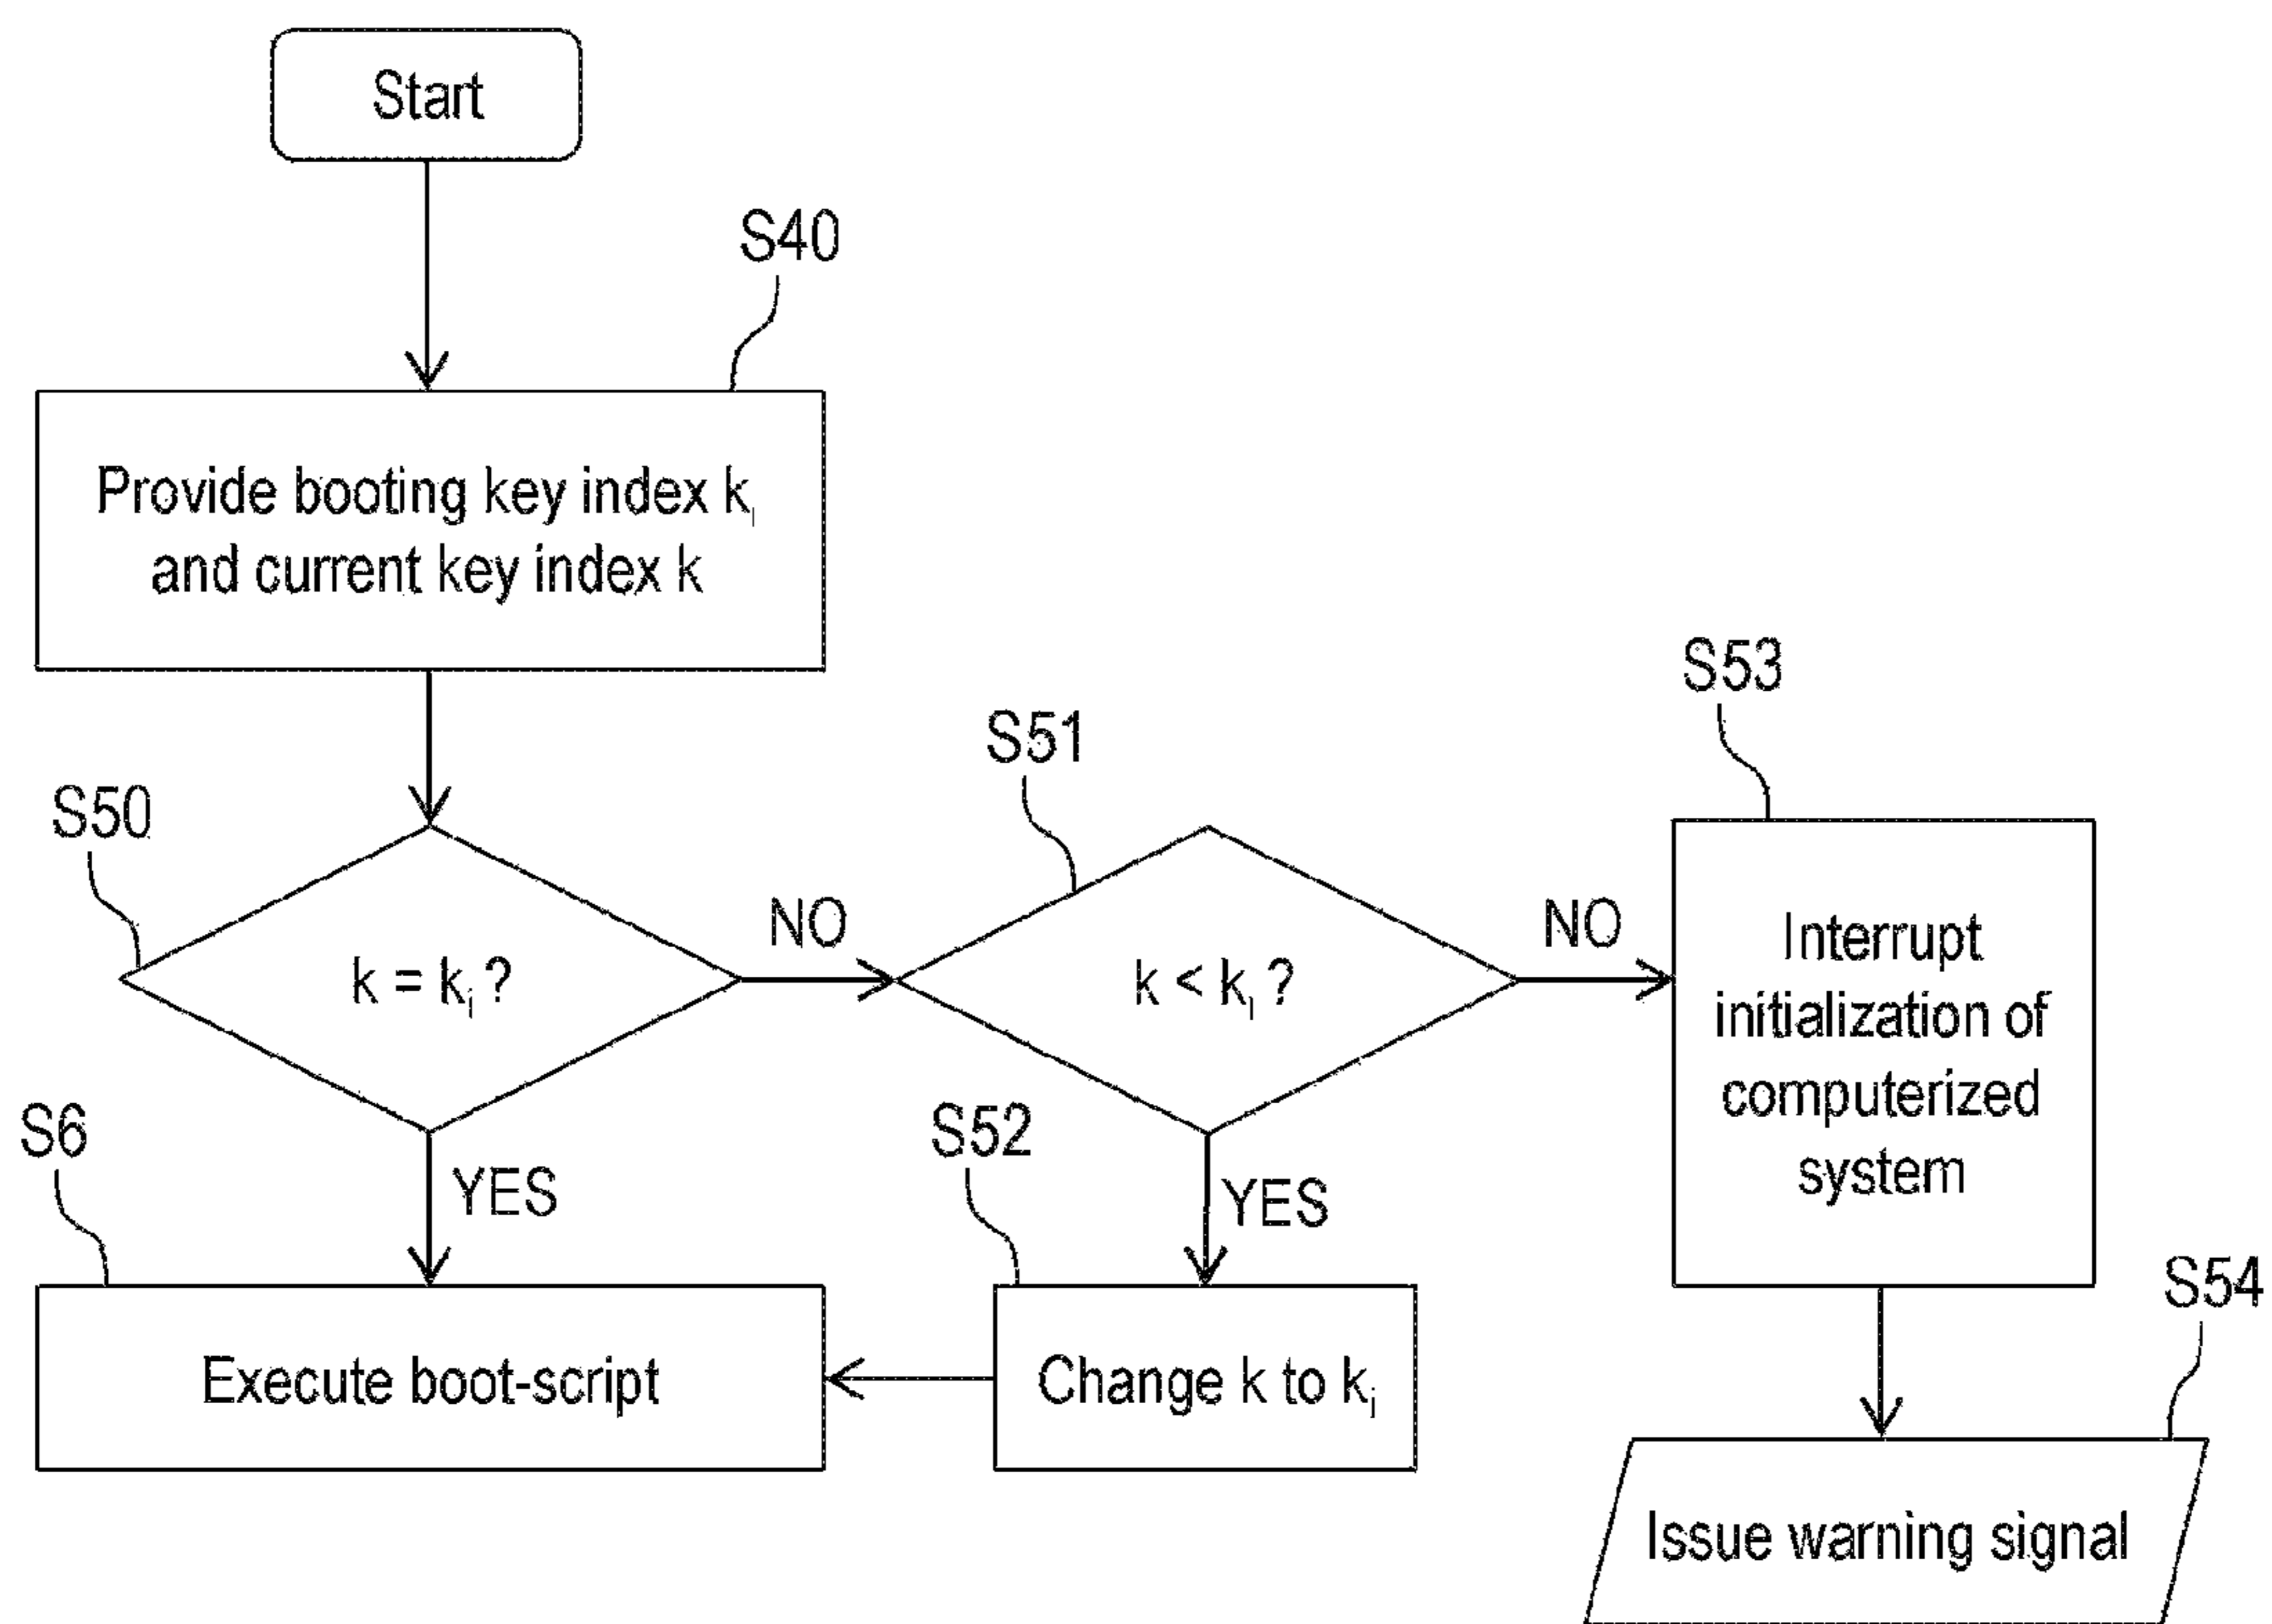 Start
S40
Provide booting key index kᵢ
and current key index k
S50
k = kᵢ ?
NO
S51
k < kᵢ ?
NO
S53
Interrupt
initialization of
computerized
system
YES
S6
Execute boot-script
YES
S52
Change k to kᵢ
S54
Issue warning signal